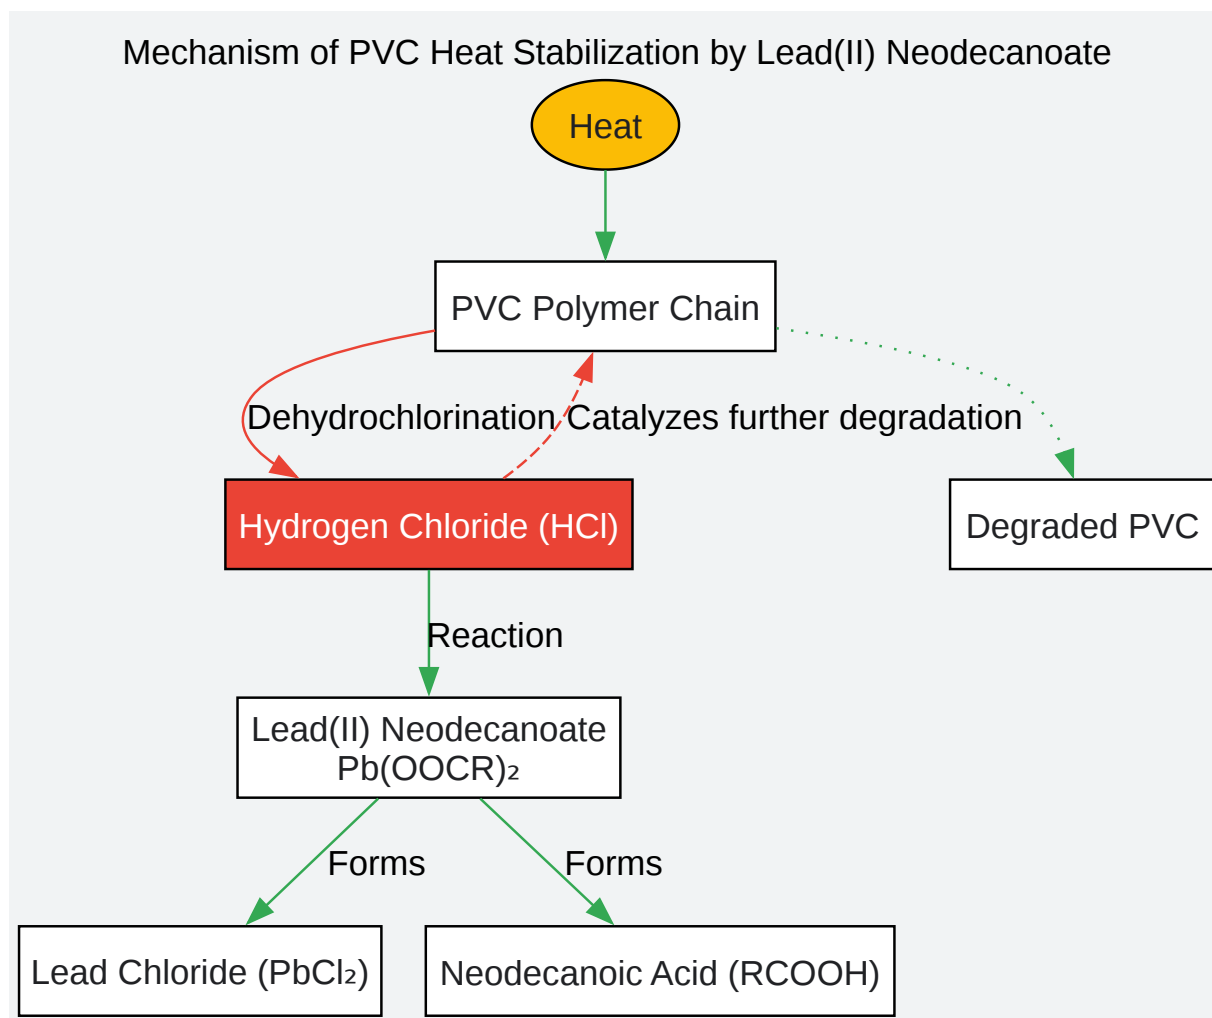 Mechanism of PVC Heat Stabilization by Lead(II) Neodecanoate
Heat
PVC Polymer Chain
Dehydrochlorination
Catalyzes further degradation
Hydrogen Chloride (HCl)
Degraded PVC
Reaction
Lead(II) Neodecanoate
Pb(OOCR)₂
Forms
Forms
Lead Chloride (PbCl₂)
Neodecanoic Acid (RCOOH)